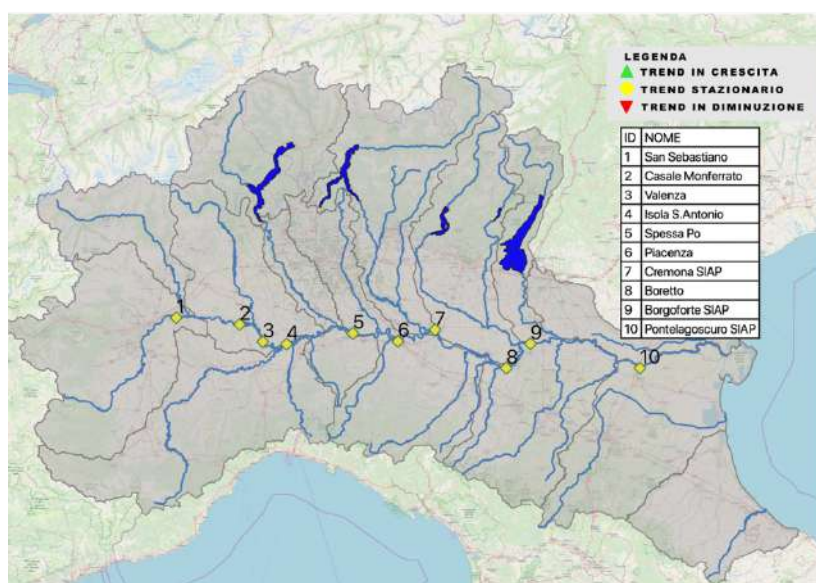 LEGENDA
TREND IN CRESCITA
TREND STAZIONARIO
TREND IN DIMINUZIONE
ID NOME
1 San Sebastiano
2 Casale Monferrato
3 Valenza
4 Isola S.Antonio
5 Spessa Po
6 Piacenza
7 Cremona SIAP
8 Boretto
9 Borgoforte SIAP
10 Pontelagoscuro SIAP
1
2
3
4
5
6
7
8
9
10